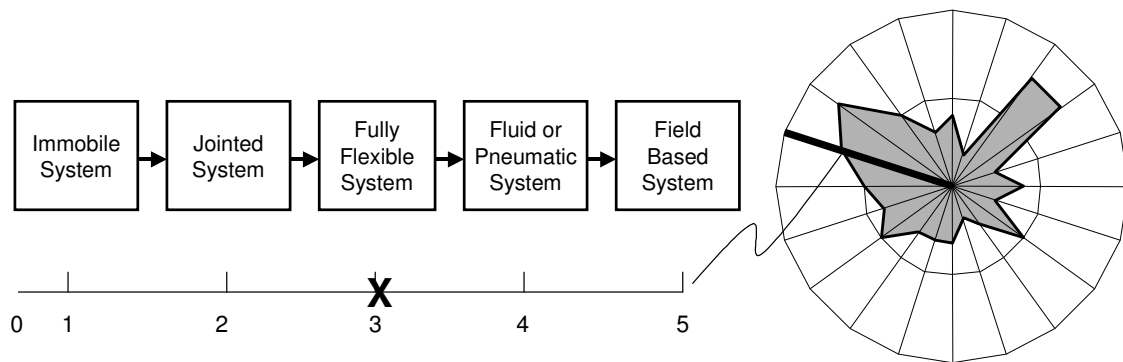 Immobile
System
Jointed
System
Fully
Flexible
System
Fluid or
Pneumatic
System
Field
Based
System
X
0 1 2 3 4 5